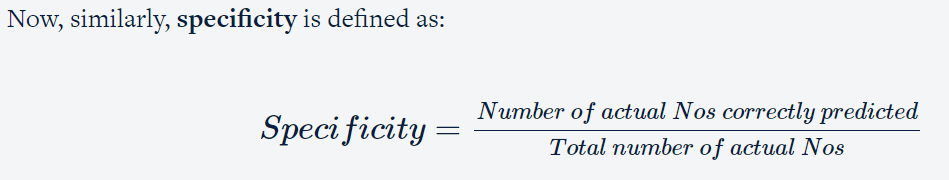 Now, similarly, specificity is defined as:
Specificity = Number of actual Nos correctly predicted
Total number of actual Nos